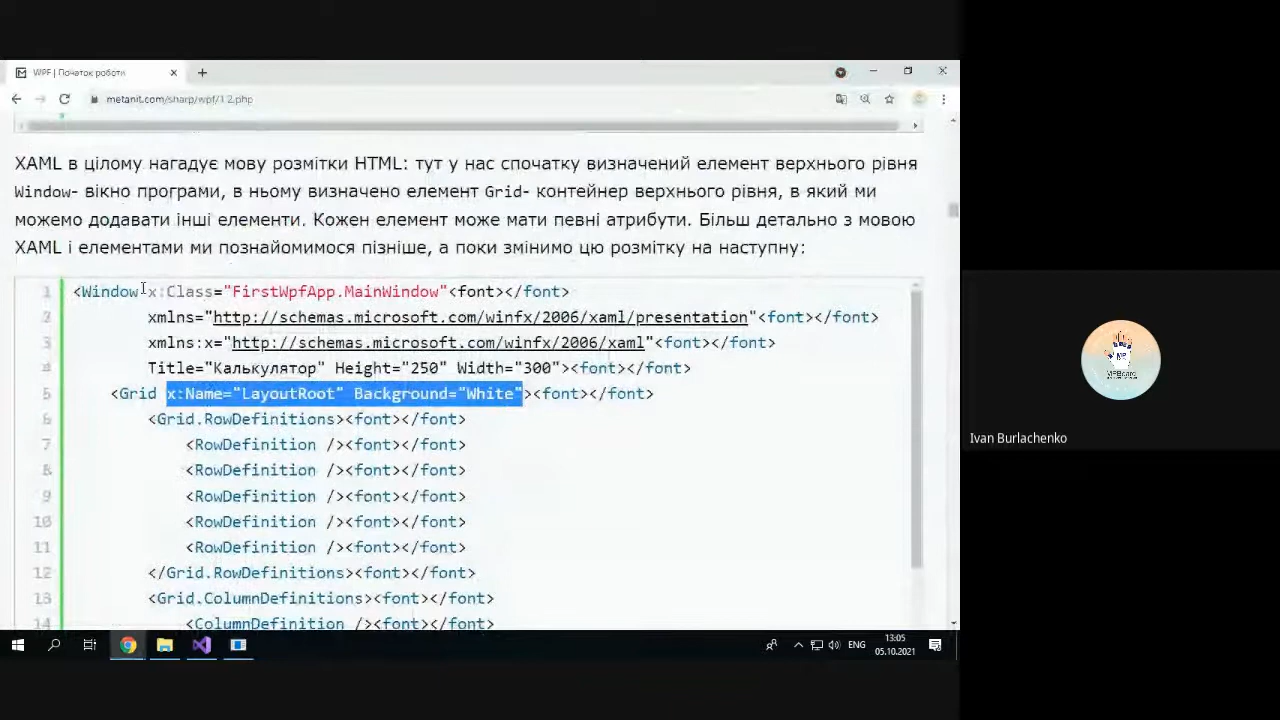 WPF | Початок роботи
metanit.com/sharp/wpf/1.2.php
XAML в цілому нагадує мову розмітки HTML: тут у нас спочатку визначений елемент верхнього рівня
Window- вікно програми, в ньому визначено елемент Grid- контейнер верхнього рівня, в який ми
можемо додавати інші елементи. Кожен елемент може мати певні атрибути. Більш детально з мовою
XAML і елементами ми познайомимося пізніше, а поки змінимо цю розмітку на наступну:
1 <Window x:Class="FirstWpfApp.MainWindow"<font></font>
2 xmlns="http://schemas.microsoft.com/winfx/2006/xaml/presentation"<font></font>
3 xmlns:x="http://schemas.microsoft.com/winfx/2006/xaml"<font></font>
4 Title="Калькулятор" Height="250" Width="300"><font></font>
5 <Grid x:Name="LayoutRoot" Background="White"><font></font>
6 <Grid.RowDefinitions><font></font>
7 <RowDefinition /><font></font>
8 <RowDefinition /><font></font>
9 <RowDefinition /><font></font>
10 <RowDefinition /><font></font>
11 <RowDefinition /><font></font>
12 </Grid.RowDefinitions><font></font>
13 <Grid.ColumnDefinitions><font></font>
14 <ColumnDefinition /><font></font>
ENG
13:05
05.10.2021
Ivan Burlachenko